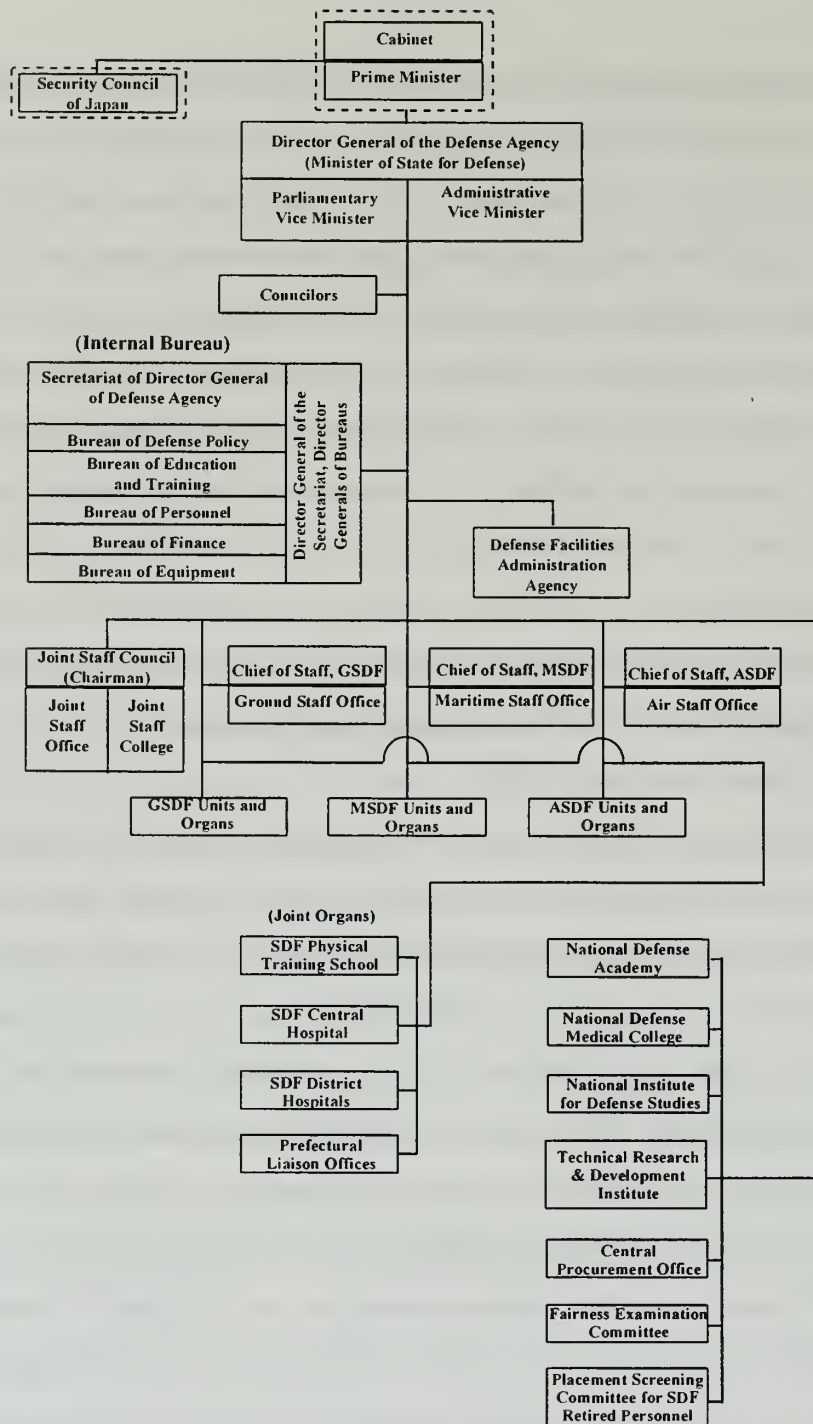 Cabinet
Prime Minister
Security Council
of Japan
Director General of the Defense Agency
(Minister of State for Defense)
Parliamentary
Vice Minister
Administrative
Vice Minister
Councilors
(Internal Bureau)
Secretariat of Director General
of Defense Agency
Bureau of Defense Policy
Bureau of Education
and Training
Bureau of Personnel
Bureau of Finance
Bureau of Equipment
Director General of the
Secretariat, Director
Generals of Bureaus
Defense Facilities
Administration
Agency
Joint Staff Council
(Chairman)
Joint
Staff
Office
Joint
Staff
College
Chief of Staff, GSDF
Ground Staff Office
Chief of Staff, MSDF
Maritime Staff Office
Chief of Staff, ASDF
Air Staff Office
GSDF Units and
Organs
MSDF Units and
Organs
ASDF Units and
Organs
(Joint Organs)
SDF Physical
Training School
SDF Central
Hospital
SDF District
Hospitals
Prefectural
Liaison Offices
National Defense
Academy
National Defense
Medical College
National Institute
for Defense Studies
Technical Research
& Development
Institute
Central
Procurement Office
Fairness Examination
Committee
Placement Screening
Committee for SDF
Retired Personnel